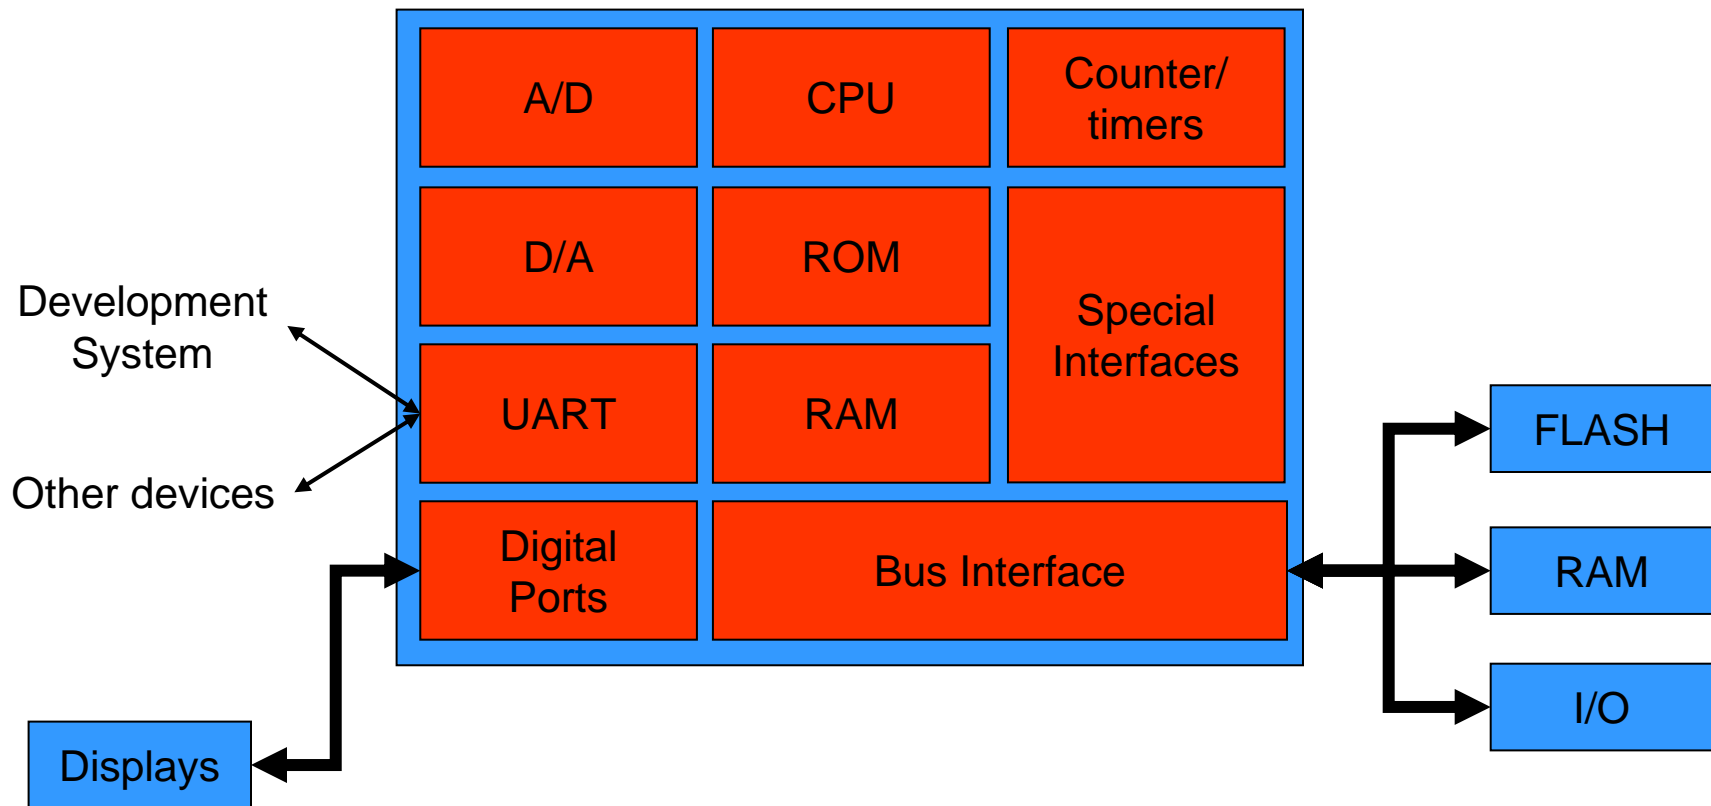 A/D
CPU
Counter/
timers
D/A
ROM
Special
Interfaces
Development
System
UART
RAM
Other devices
Digital
Ports
Bus Interface
FLASH
RAM
I/O
Displays